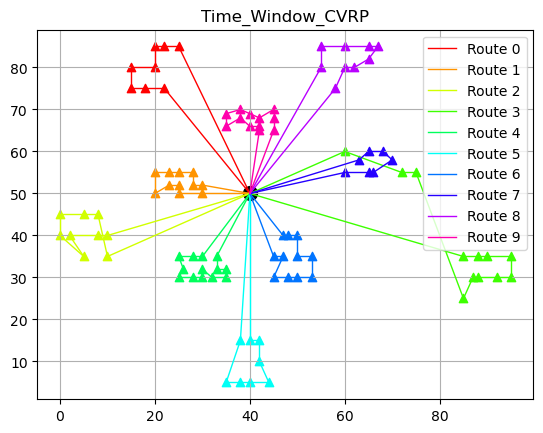 Time_Window_CVRP
Route 0
Route 1
Route 2
Route 3
Route 4
Route 5
Route 6
Route 7
Route 8
Route 9
80
70
60
50
40
30
20
10
0
20
40
60
80